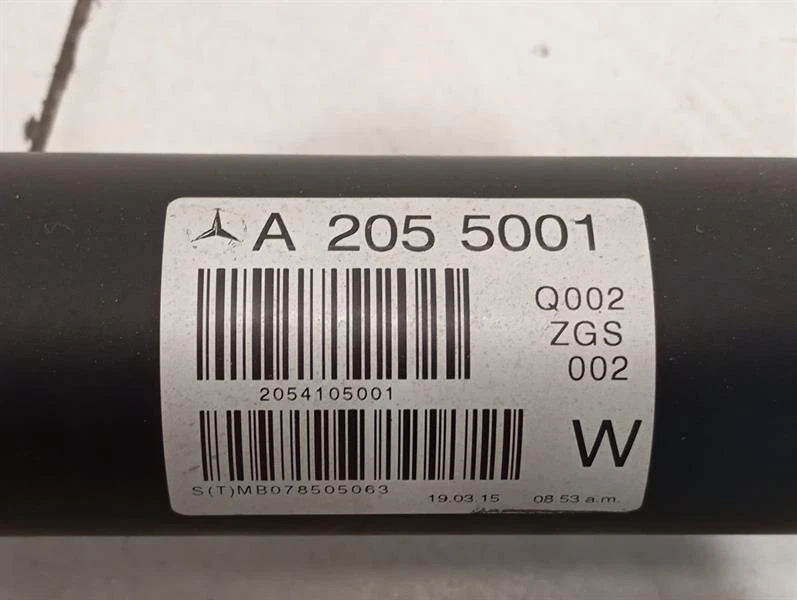 A 205 5001
Q002
ZGS
002
2054105001
W
S(T)MB078505063
19.03.15 08.53 a.m.